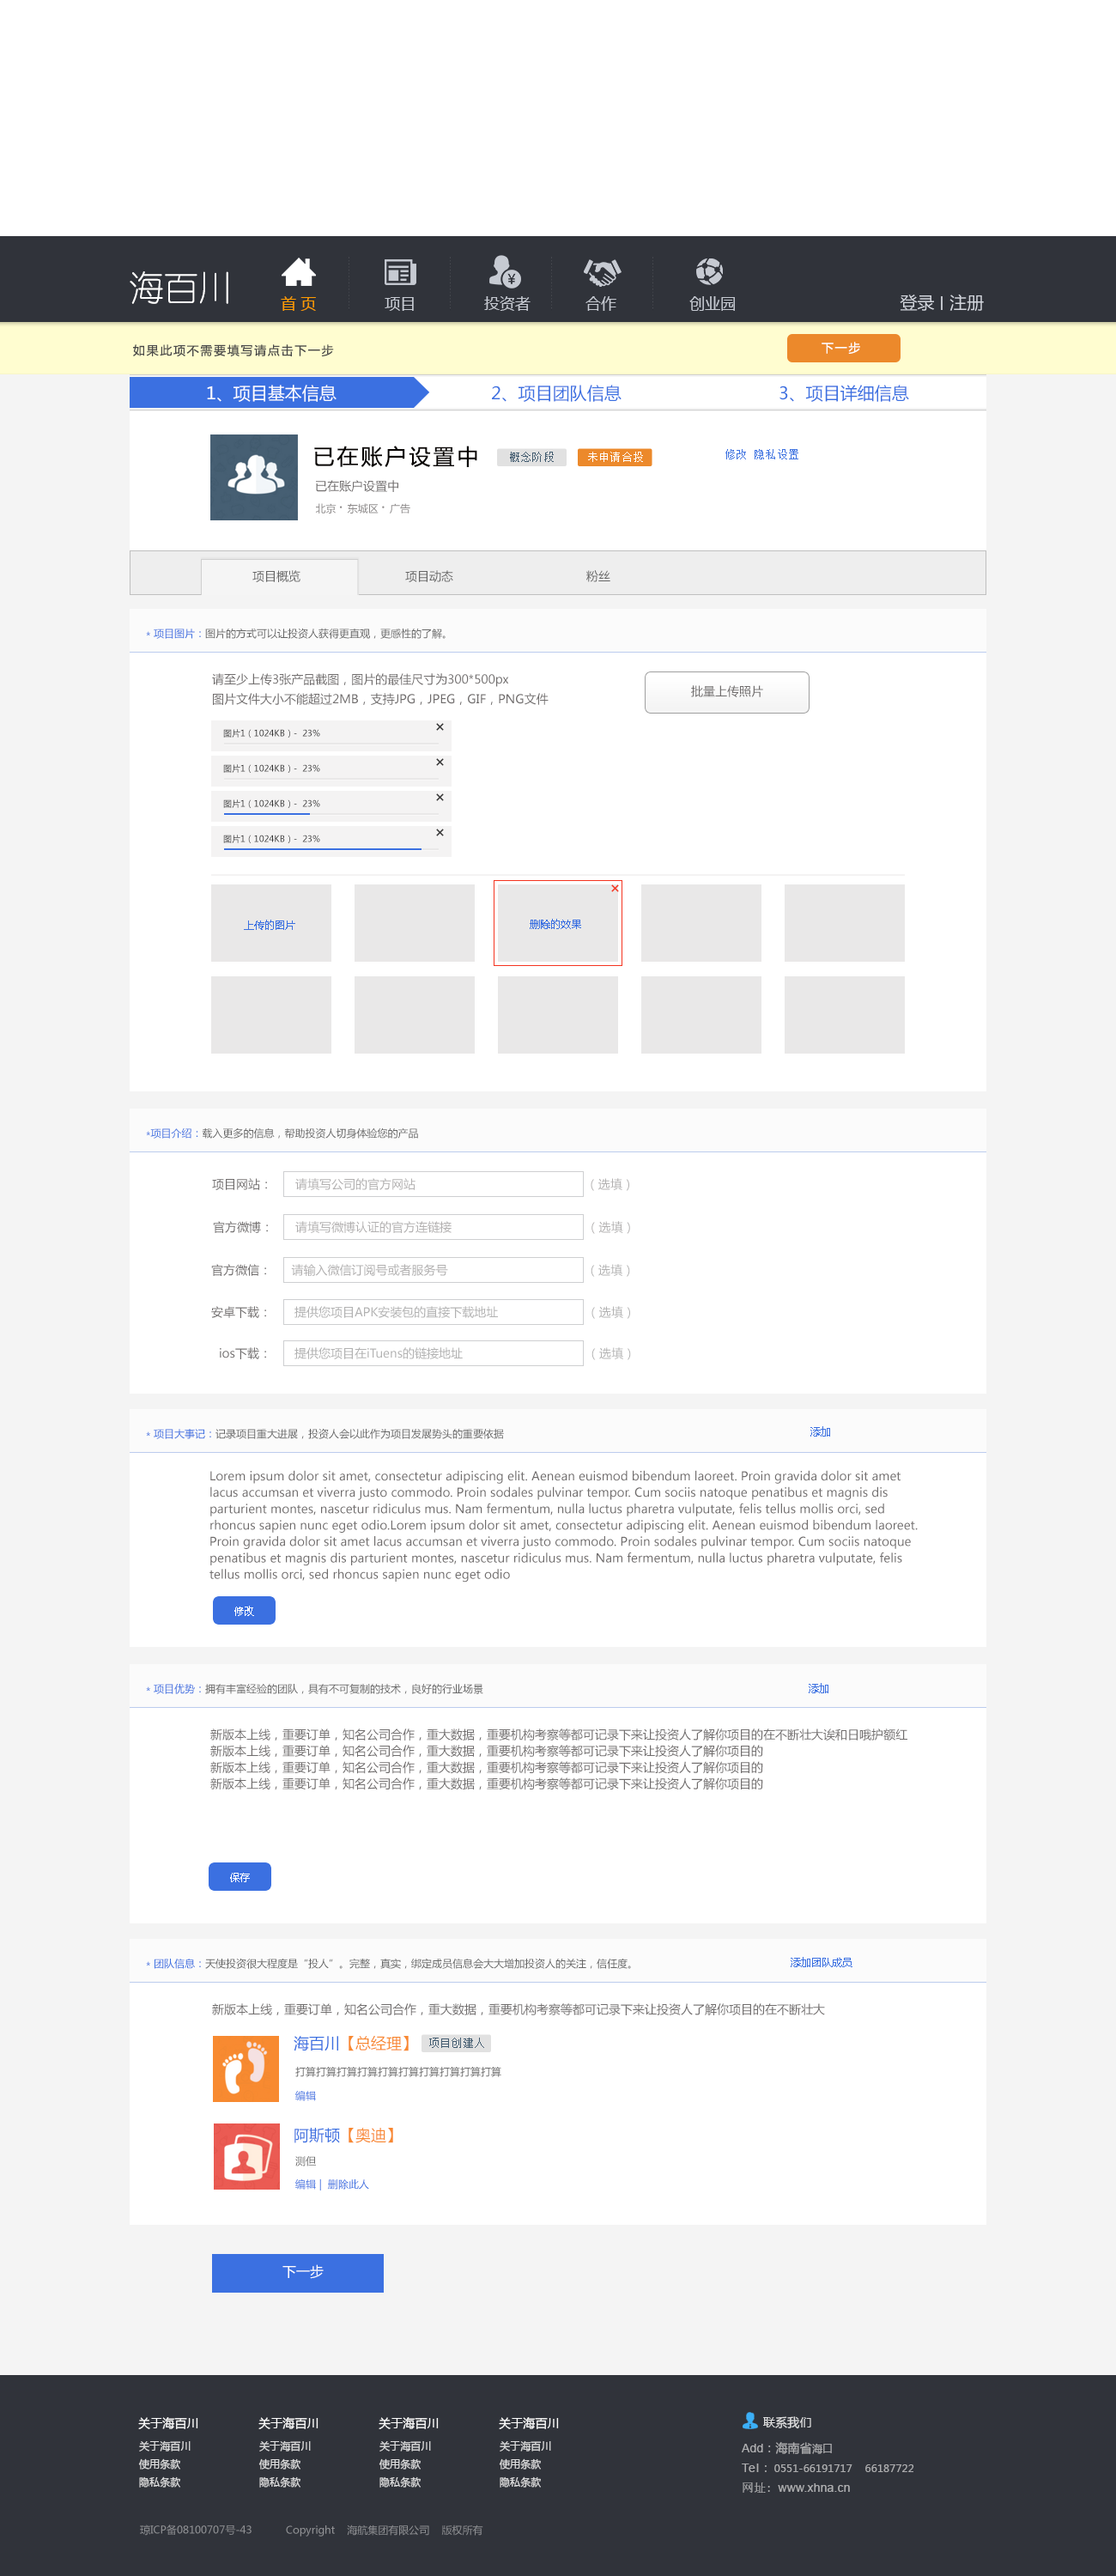 海百川
首 页
项目
投资者
合作
创业园
登录 | 注册
如果此项不需要填写请点击下一步
下一步
1、项目基本信息
2、项目团队信息
3、项目详细信息
已在账户设置中
概念阶段
未申请合投
修改 隐私设置
已在账户设置中
北京·东城区·广告
项目概览
项目动态
粉丝
* 项目图片：图片的方式可以让投资人获得更直观，更感性的了解。
请至少上传3张产品截图，图片的最佳尺寸为300*500px
图片文件大小不能超过2MB，支持JPG，JPEG，GIF，PNG文件
批量上传照片
图片1（1024KB）- 23%
图片1（1024KB）- 23%
图片1（1024KB）- 23%
图片1（1024KB）- 23%
上传的图片
删除的效果
*项目介绍：载入更多的信息，帮助投资人切身体验您的产品
项目网站： 请填写公司的官方网站 （选填）
官方微博： 请填写微博认证的官方连链接 （选填）
官方微信： 请输入微信订阅号或者服务号 （选填）
安卓下载： 提供您项目APK安装包的直接下载地址 （选填）
ios下载： 提供您项目在iTuens的链接地址 （选填）
* 项目大事记：记录项目重大进展，投资人会以此作为项目发展势头的重要依据
添加
Lorem ipsum dolor sit amet, consectetur adipiscing elit. Aenean euismod bibendum laoreet. Proin gravida dolor sit amet
lacus accumsan et viverra justo commodo. Proin sodales pulvinar tempor. Cum sociis natoque penatibus et magnis dis
parturient montes, nascetur ridiculus mus. Nam fermentum, nulla luctus pharetra vulputate, felis tellus mollis orci, sed
rhoncus sapien nunc eget odio.Lorem ipsum dolor sit amet, consectetur adipiscing elit. Aenean euismod bibendum laoreet.
Proin gravida dolor sit amet lacus accumsan et viverra justo commodo. Proin sodales pulvinar tempor. Cum sociis natoque
penatibus et magnis dis parturient montes, nascetur ridiculus mus. Nam fermentum, nulla luctus pharetra vulputate, felis
tellus mollis orci, sed rhoncus sapien nunc eget odio
修改
* 项目优势：拥有丰富经验的团队，具有不可复制的技术，良好的行业场景
添加
新版本上线，重要订单，知名公司合作，重大数据，重要机构考察等都可记录下来让投资人了解你项目的在不断壮大诶和日哦护额红
新版本上线，重要订单，知名公司合作，重大数据，重要机构考察等都可记录下来让投资人了解你项目的
新版本上线，重要订单，知名公司合作，重大数据，重要机构考察等都可记录下来让投资人了解你项目的
新版本上线，重要订单，知名公司合作，重大数据，重要机构考察等都可记录下来让投资人了解你项目的
保存
* 团队信息：天使投资很大程度是“投人”。完整，真实，绑定成员信息会大大增加投资人的关注，信任度。
添加团队成员
新版本上线，重要订单，知名公司合作，重大数据，重要机构考察等都可记录下来让投资人了解你项目的在不断壮大
海百川【总经理】 项目创建人
打算打算打算打算打算打算打算打算打算打算
编辑
阿斯顿【奥迪】
测但
编辑 | 删除此人
下一步
关于海百川 关于海百川 关于海百川 关于海百川
关于海百川 关于海百川 关于海百川 关于海百川
使用条款 使用条款 使用条款 使用条款
隐私条款 隐私条款 隐私条款 隐私条款
联系我们
Add：海南省海口
Tel：0551-66191717 66187722
网址：www.xhna.cn
琼ICP备08100707号-43 Copyright 海航集团有限公司 版权所有